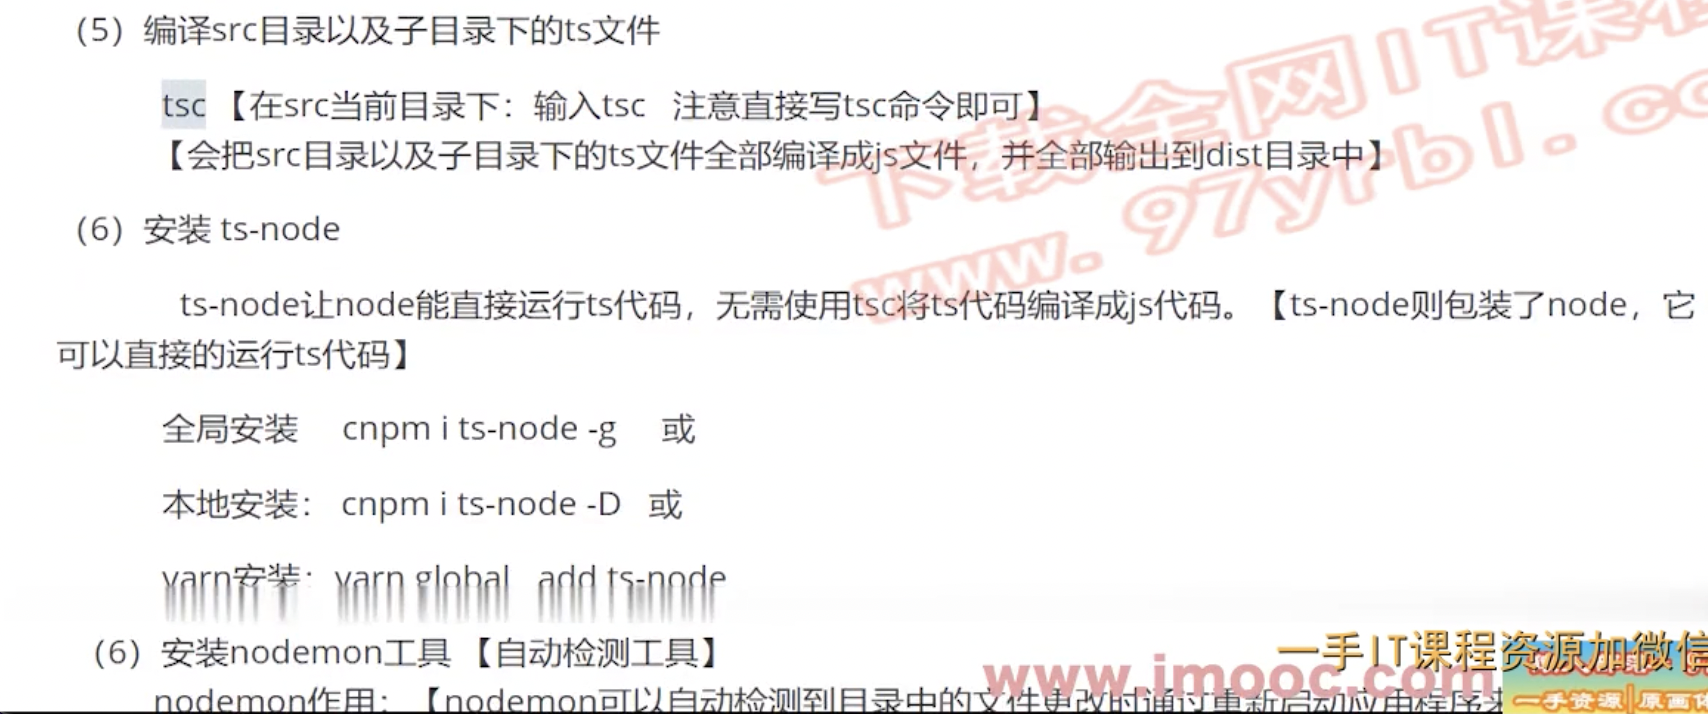 （5）编译src目录以及子目录下的ts文件
tsc 【在src当前目录下：输入tsc 注意直接写tsc命令即可】
【会把src目录以及子目录下的ts文件全部编译成js文件，并全部输出到dist目录中】
（6）安装 ts-node
ts-node让node能直接运行ts代码，无需使用tsc将ts代码编译成js代码。【ts-node则包装了node，它
可以直接的运行ts代码】
全局安装 cnpm i ts-node -g 或
本地安装： cnpm i ts-node -D 或
yarn安装：yarn global add ts-node
（6）安装nodemon工具 【自动检测工具】
nodemon作用：【nodemon可以自动检测到目录中的文件更改时通过重新启动应用程序来
下载全网IT课程
www.97yrbl.co
www.imooc.com
一手IT课程资源加微信
一手资源|原画